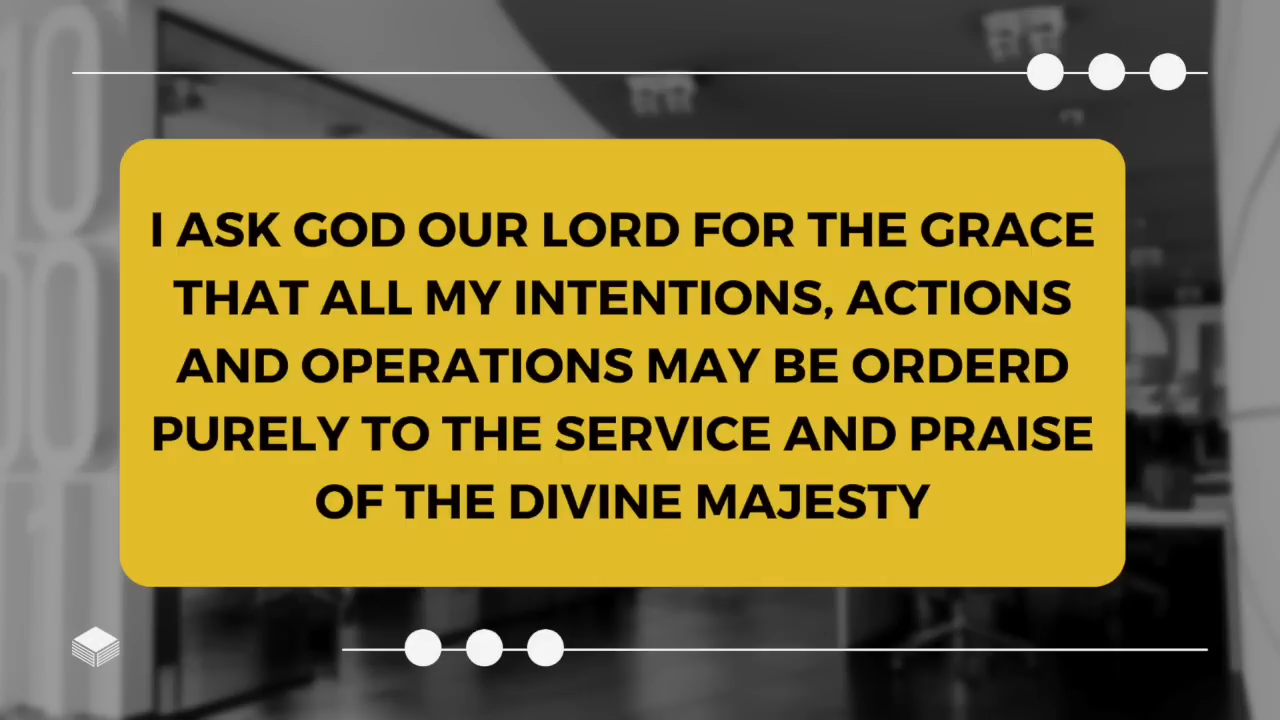 I ASK GOD OUR LORD FOR THE GRACE
THAT ALL MY INTENTIONS, ACTIONS
AND OPERATIONS MAY BE ORDERD
PURELY TO THE SERVICE AND PRAISE
OF THE DIVINE MAJESTY